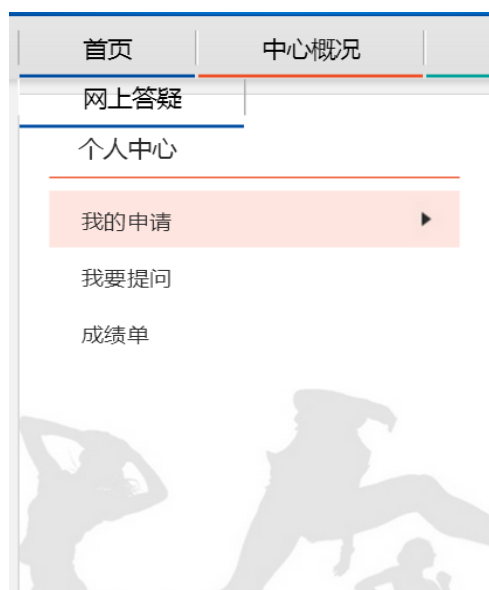 首页 中心概况
网上答疑
个人中心
我的申请
我要提问
成绩单